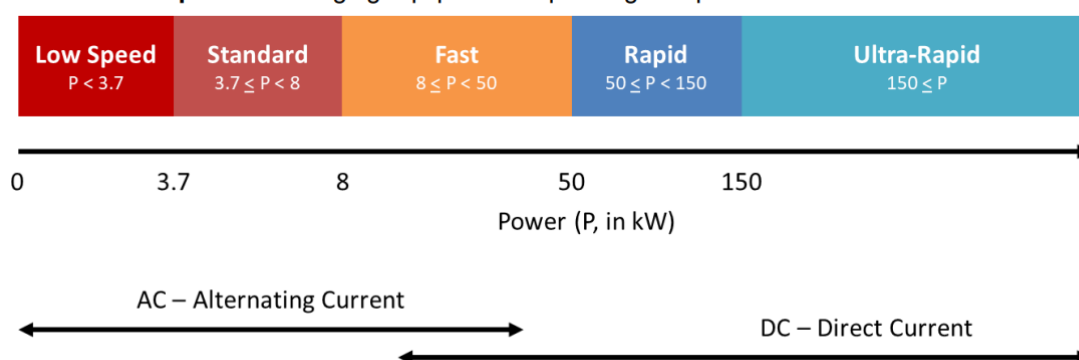 Low Speed
P < 3.7
Standard
3.7 ≤ P < 8
Fast
8 ≤ P < 50
Rapid
50 ≤ P < 150
Ultra-Rapid
150 ≤ P
0 3.7 8 50 150
Power (P, in kW)
AC – Alternating Current
DC – Direct Current